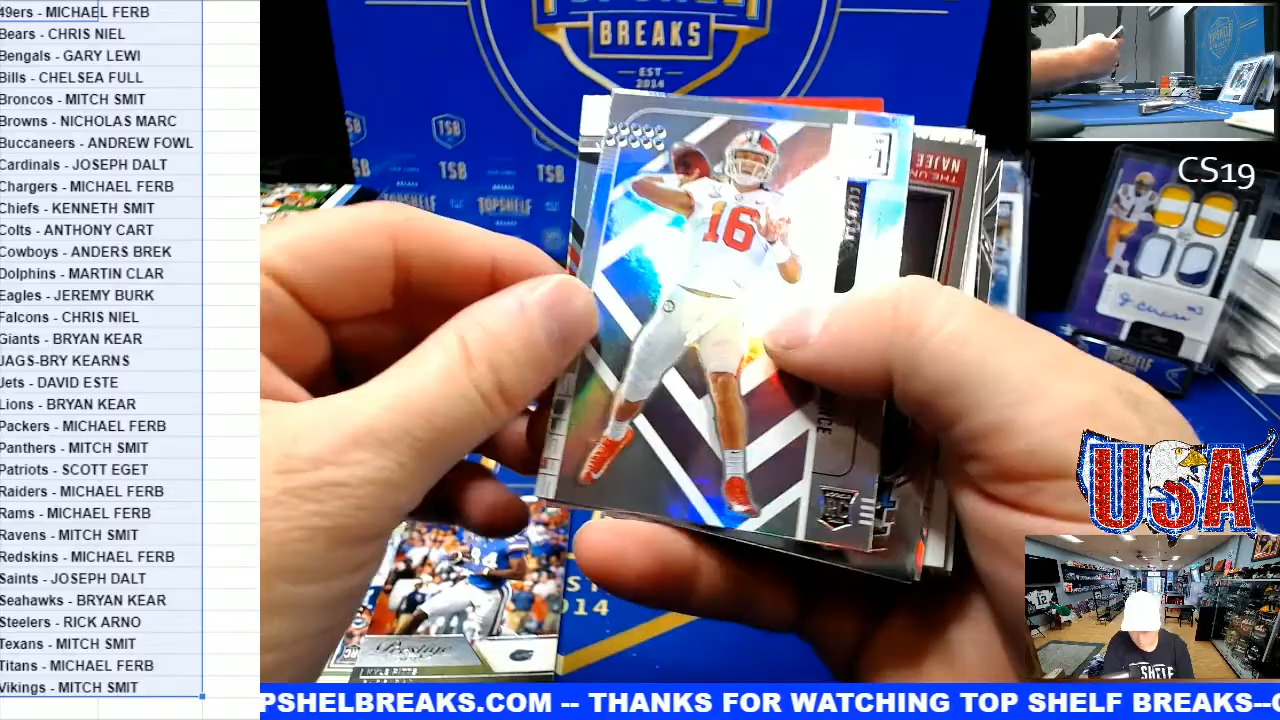 49ers - MICHAEL FERB
Bears - CHRIS NIEL
Bengals - GARY LEWI
Bills - CHELSEA FULL
Broncos - MITCH SMIT
Browns - NICHOLAS MARC
Buccaneers - ANDREW FOWL
Cardinals - JOSEPH DALT
Chargers - MICHAEL FERB
Chiefs - KENNETH SMIT
Colts - ANTHONY CART
Cowboys - ANDERS BREK
Dolphins - MARTIN CLAR
Eagles - JEREMY BURK
Falcons - CHRIS NIEL
Giants - BRYAN KEAR
JAGS-BRY KEARNS
Jets - DAVID ESTE
Lions - BRYAN KEAR
Packers - MICHAEL FERB
Panthers - MITCH SMIT
Patriots - SCOTT EGET
Raiders - MICHAEL FERB
Rams - MICHAEL FERB
Ravens - MITCH SMIT
Redskins - MICHAEL FERB
Saints - JOSEPH DALT
Seahawks - BRYAN KEAR
Steelers - RICK ARNO
Texans - MITCH SMIT
Titans - MICHAEL FERB
Vikings - MITCH SMIT
BREAKS
EST
2014
TSB
TSB
TSB
TSB
TOPSHELF
16
NAJEE
CS19
USA
Prestige
PSHELBREAKS.COM -- THANKS FOR WATCHING TOP SHELF BREAKS--